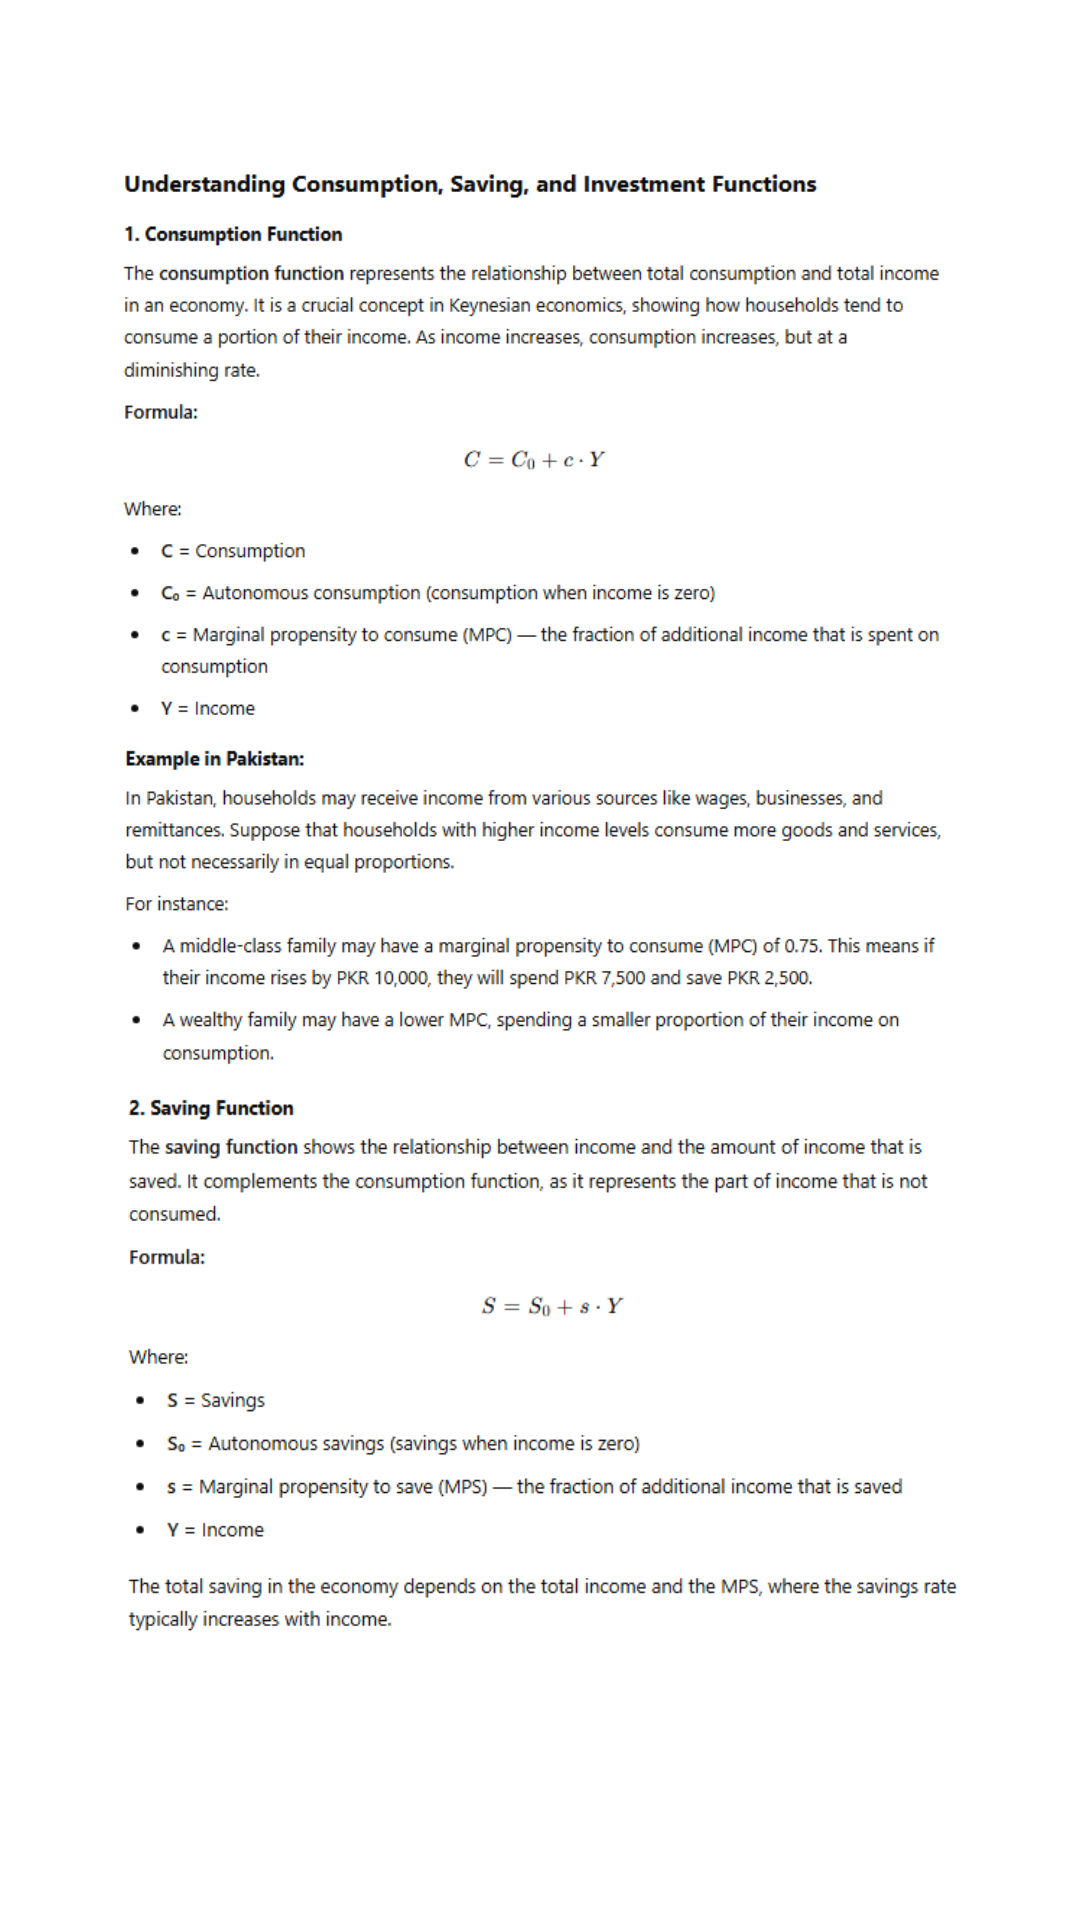 Understanding Consumption, Saving, and Investment Functions
1. Consumption Function
The consumption function represents the relationship between total consumption and total income
in an economy. It is a crucial concept in Keynesian economics, showing how households tend to
consume a portion of their income. As income increases, consumption increases, but at a
diminishing rate.
Formula:
C = C₀ + c · Y
Where:
• C = Consumption
• C₀ = Autonomous consumption (consumption when income is zero)
• c = Marginal propensity to consume (MPC) — the fraction of additional income that is spent on
consumption
• Y = Income
Example in Pakistan:
In Pakistan, households may receive income from various sources like wages, businesses, and
remittances. Suppose that households with higher income levels consume more goods and services,
but not necessarily in equal proportions.
For instance:
• A middle-class family may have a marginal propensity to consume (MPC) of 0.75. This means if
their income rises by PKR 10,000, they will spend PKR 7,500 and save PKR 2,500.
• A wealthy family may have a lower MPC, spending a smaller proportion of their income on
consumption.
2. Saving Function
The saving function shows the relationship between income and the amount of income that is
saved. It complements the consumption function, as it represents the part of income that is not
consumed.
Formula:
S = S₀ + s · Y
Where:
• S = Savings
• S₀ = Autonomous savings (savings when income is zero)
• s = Marginal propensity to save (MPS) — the fraction of additional income that is saved
• Y = Income
The total saving in the economy depends on the total income and the MPS, where the savings rate
typically increases with income.